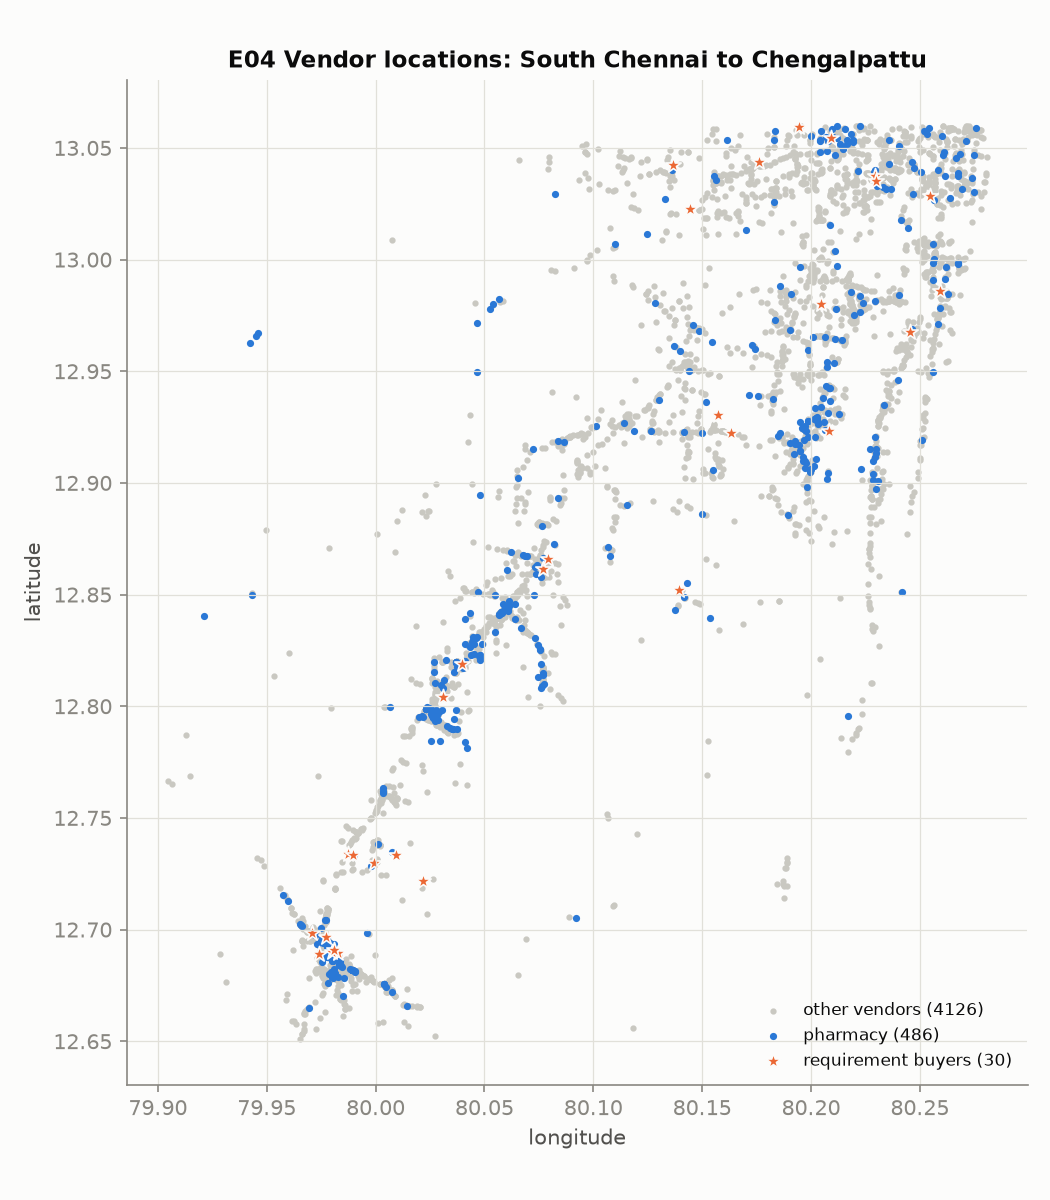 E04 Vendor locations: South Chennai to Chengalpattu
latitude
13.05
13.00
12.95
12.90
12.85
12.80
12.75
12.70
12.65
other vendors (4126)
pharmacy (486)
requirement buyers (30)
79.90 79.95 80.00 80.05 80.10 80.15 80.20 80.25
longitude